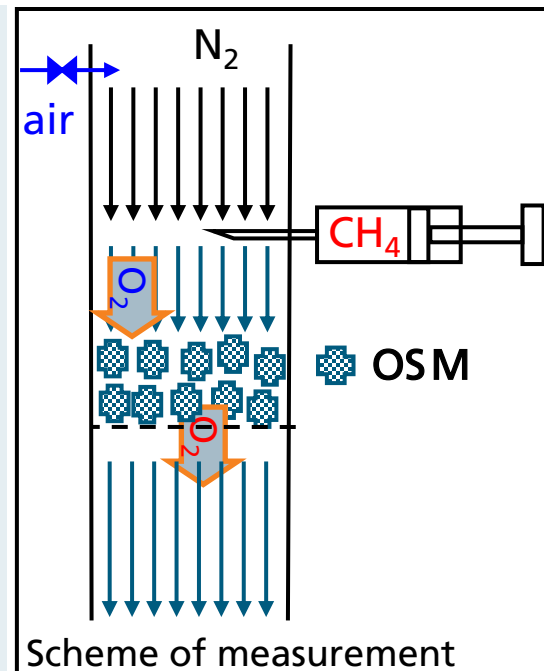 N₂
air
CH₄
O₂
OSM
O₂
Scheme of measurement